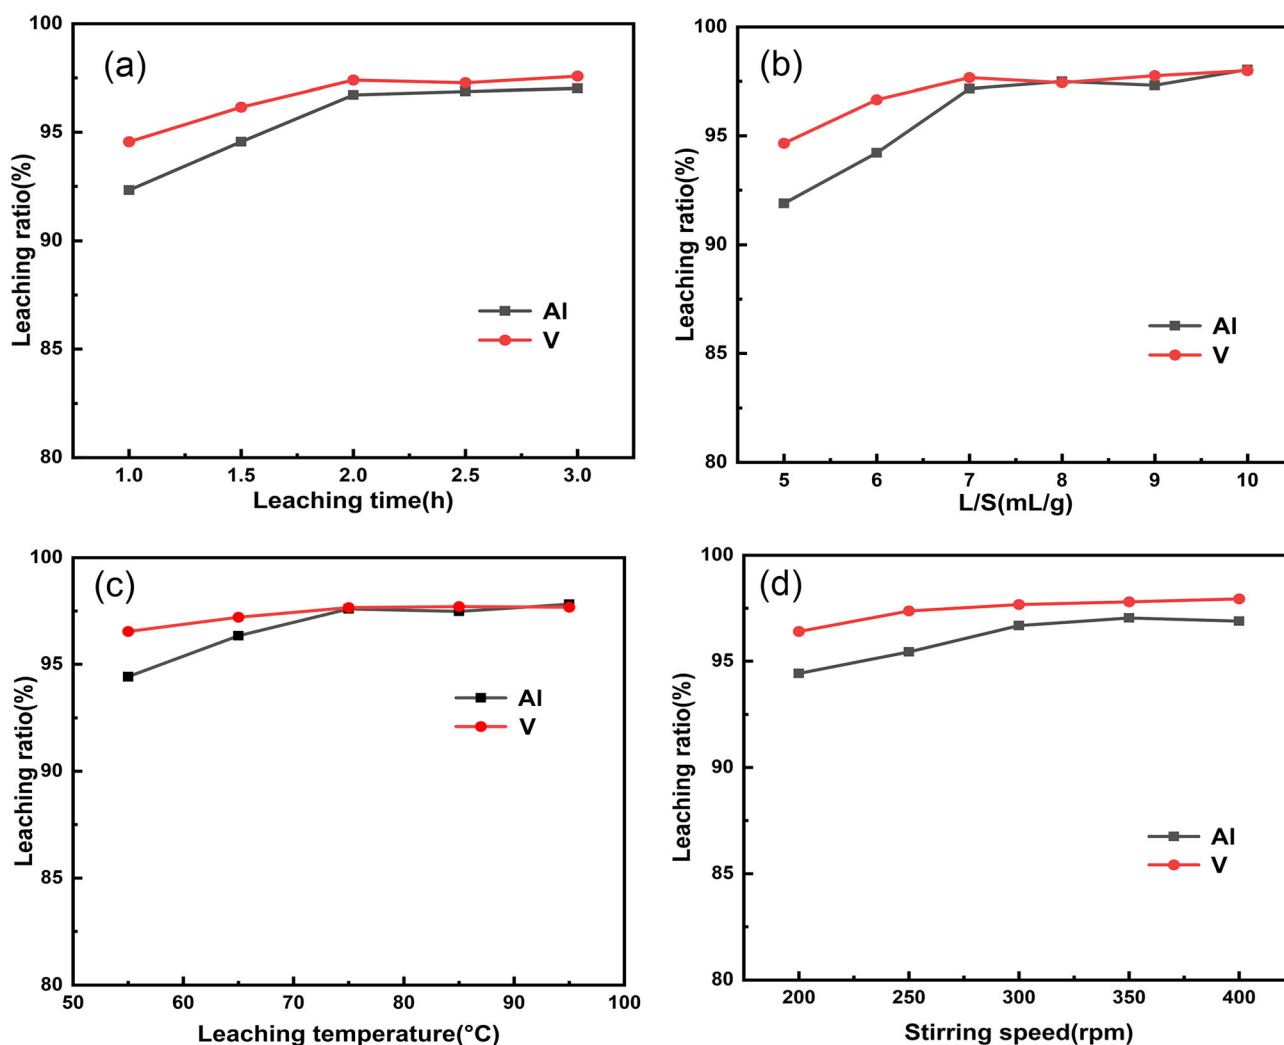 (a)
Leaching ratio(%)
100
95
90
85
80
Al
V
1.0 1.5 2.0 2.5 3.0
Leaching time(h)
(b)
Leaching ratio(%)
100
95
90
85
80
Al
V
5 6 7 8 9 10
L/S(mL/g)
(c)
Leaching ratio(%)
100
95
90
85
80
Al
V
50 60 70 80 90 100
Leaching temperature(°C)
(d)
Leaching ratio(%)
100
95
90
85
80
Al
V
200 250 300 350 400
Stirring speed(rpm)